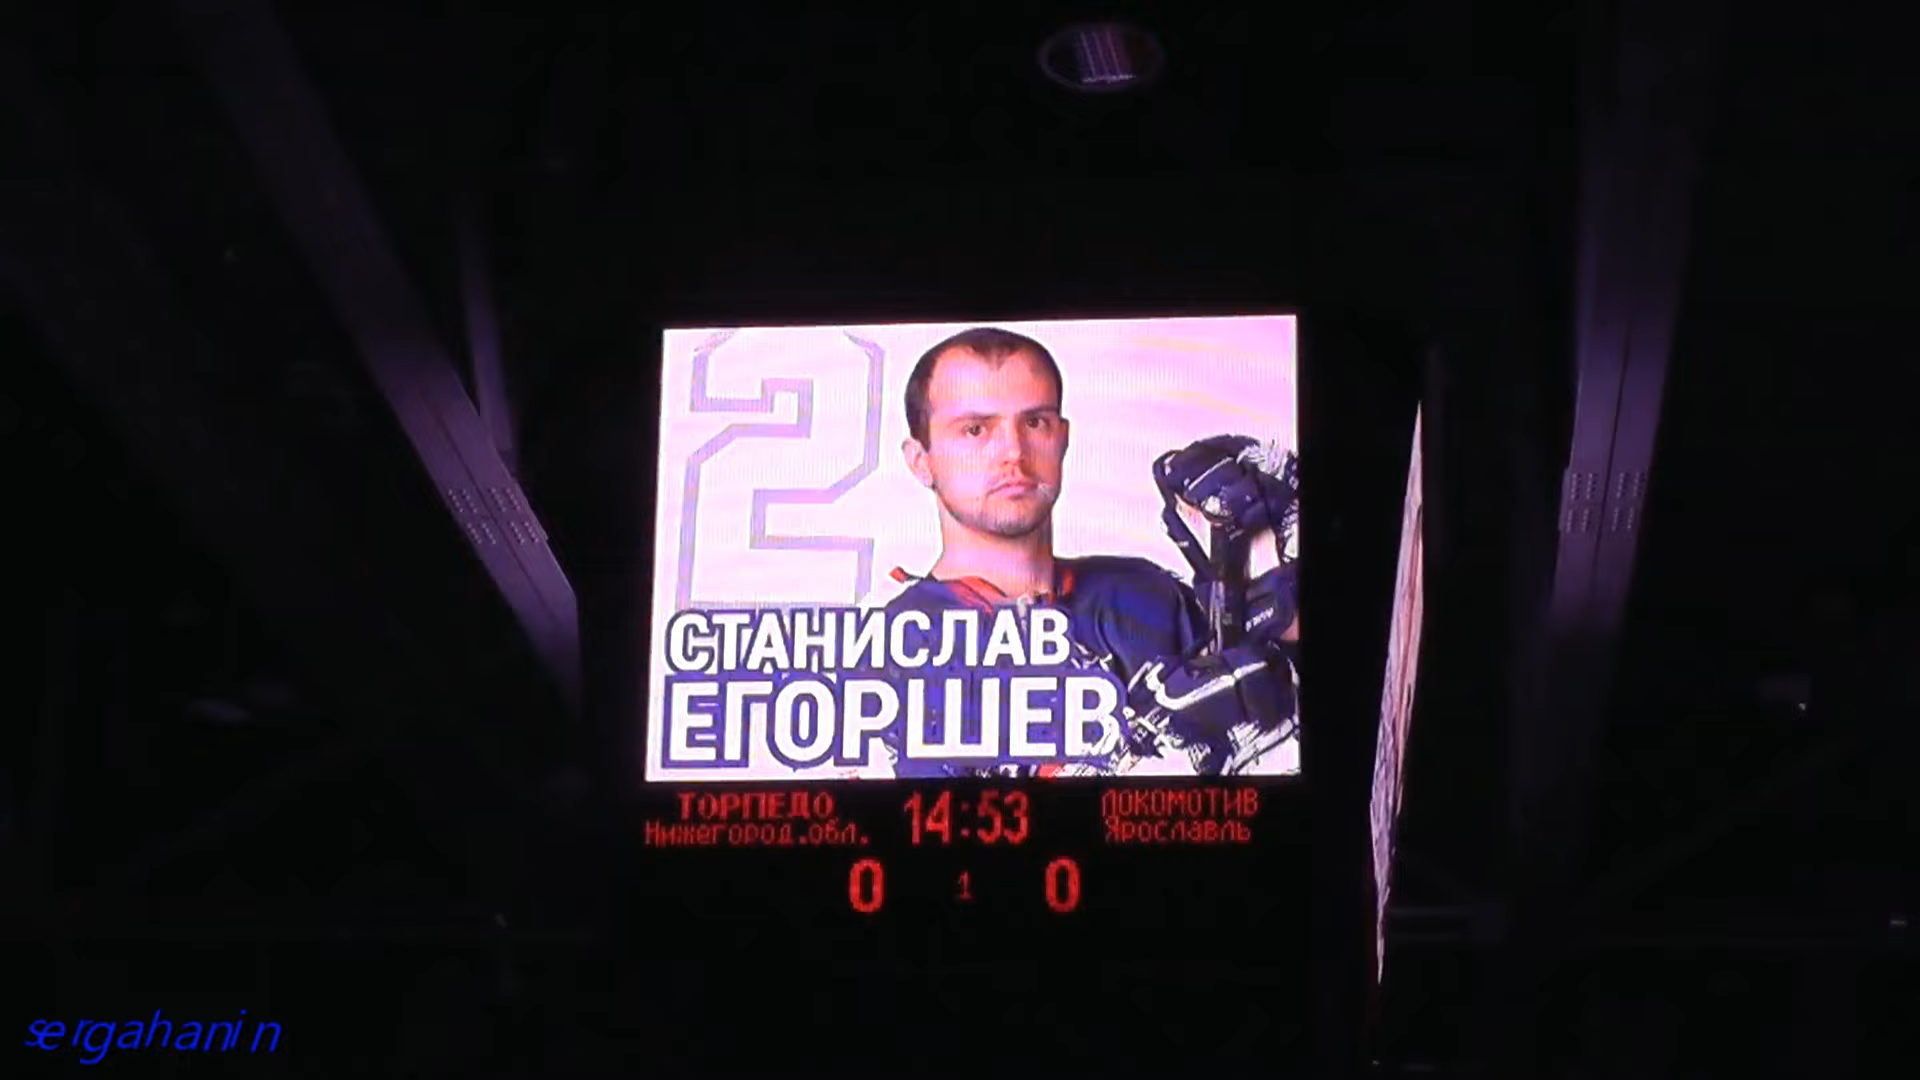 2
СТАНИСЛАВ
ЕГОРШЕВ
ТОРПЕДО 14:53 ЛОКОМОТИВ
Нижегород.обл. Ярославль
0 1 0
sergahanin